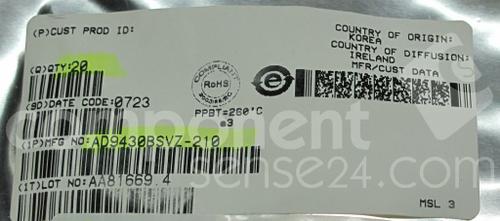 (P)CUST PROD ID:
(Q)QTY:20
(9D)DATE CODE:0723
(1P)MFG NO:AD9430BSVZ-210
(1T)LOT NO:AA81669.4
COMPLIANT
RoHS
PPBT=260°C
e3
e
COUNTRY OF ORIGIN:
KOREA
COUNTRY OF DIFFUSION:
IRELAND
MFR/CUST DATA
MSL 3
component
sense24.com